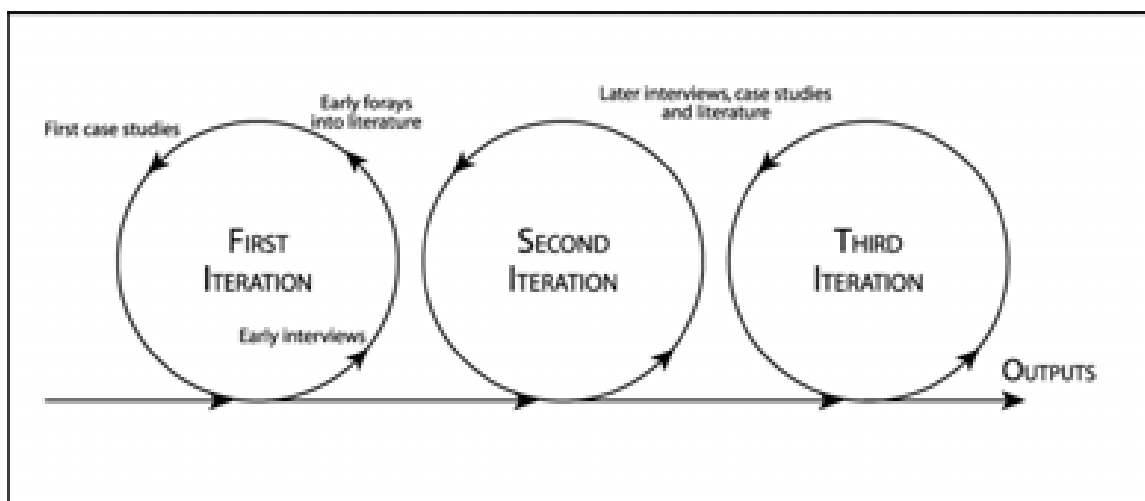 First case studies
Early forays
into literature
Later interviews, case studies
and literature
FIRST
ITERATION
SECOND
ITERATION
THIRD
ITERATION
Early interviews
OUTPUTS